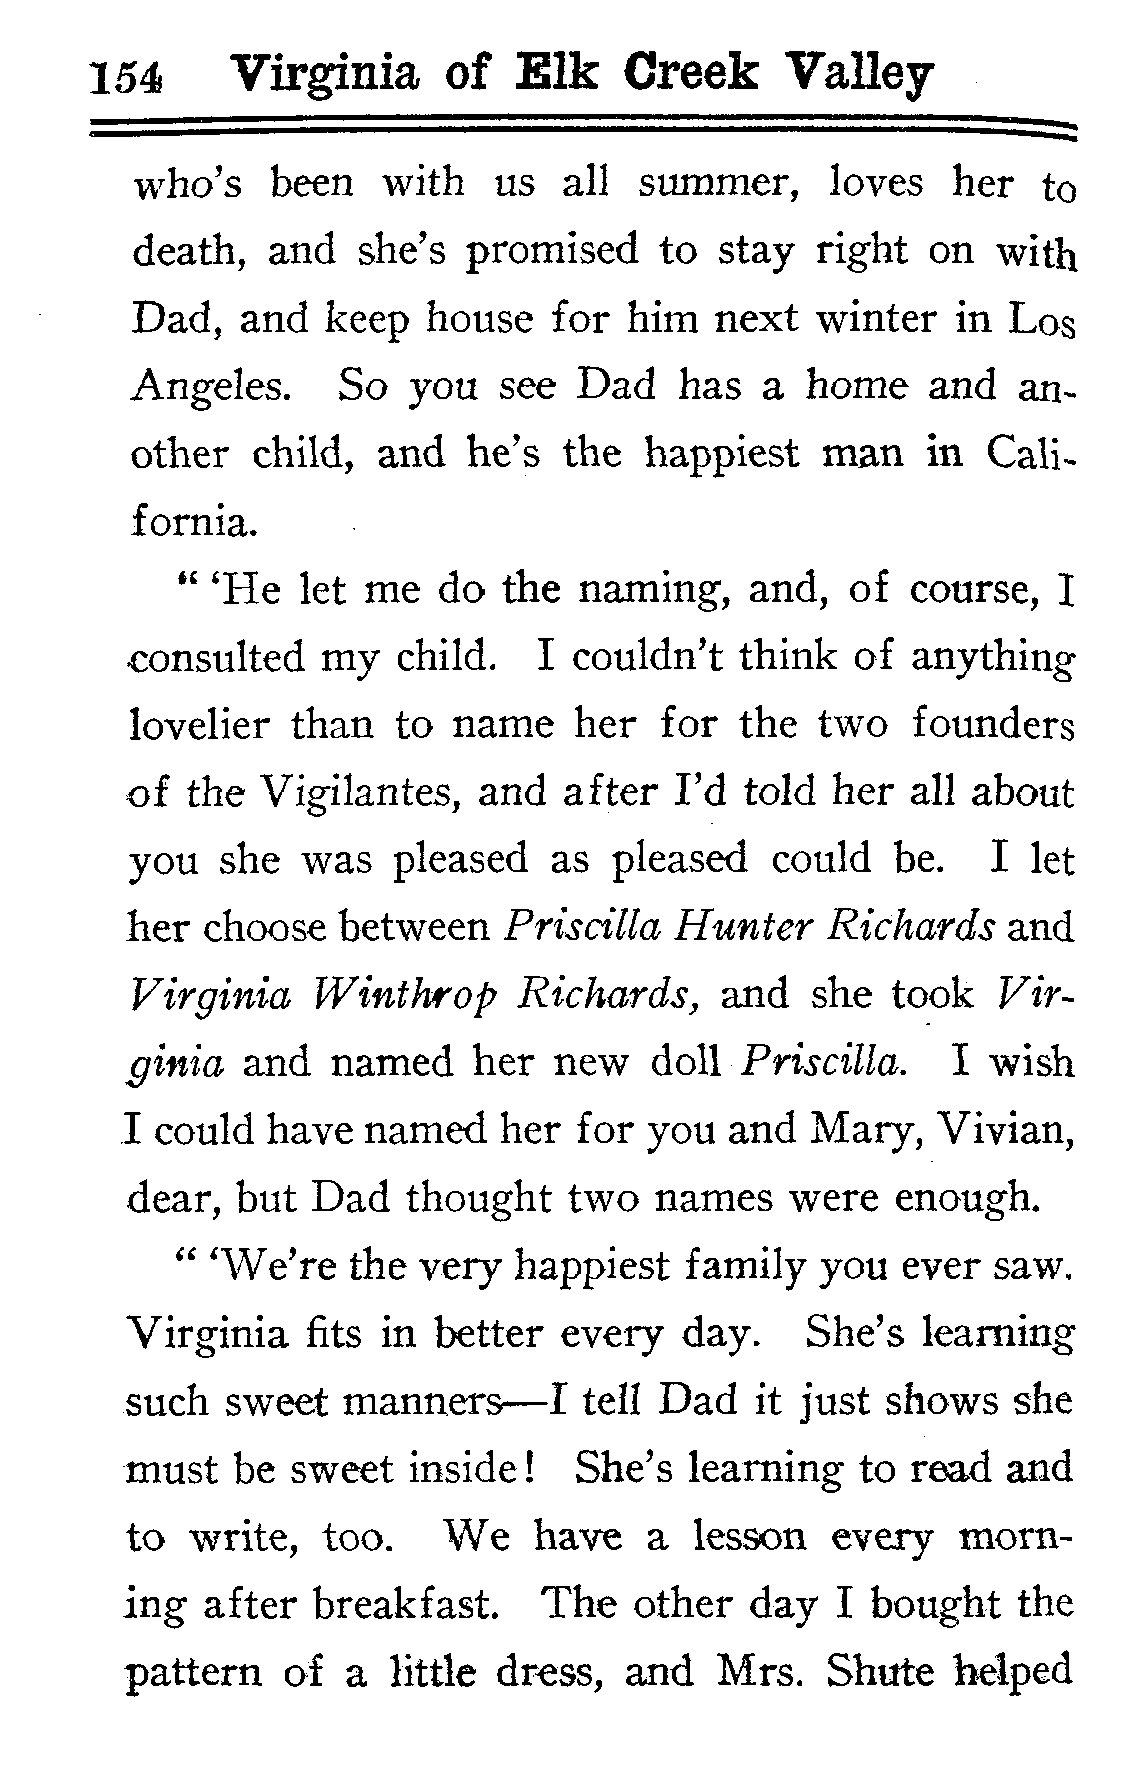 154 Virginia of Elk Creek Valley
who's been with us all summer, loves her to
death, and she's promised to stay right on with
Dad, and keep house for him next winter in Los
Angeles. So you see Dad has a home and an-
other child, and he's the happiest man in Cali-
fornia.
" 'He let me do the naming, and, of course, I
consulted my child. I couldn't think of anything
lovelier than to name her for the two founders
of the Vigilantes, and after I'd told her all about
you she was pleased as pleased could be. I let
her choose between Priscilla Hunter Richards and
Virginia Winthrop Richards, and she took Vir-
ginia and named her new doll Priscilla. I wish
I could have named her for you and Mary, Vivian,
dear, but Dad thought two names were enough.
" 'We're the very happiest family you ever saw.
Virginia fits in better every day. She's learning
such sweet manners—I tell Dad it just shows she
must be sweet inside! She's learning to read and
to write, too. We have a lesson every morn-
ing after breakfast. The other day I bought the
pattern of a little dress, and Mrs. Shute helped